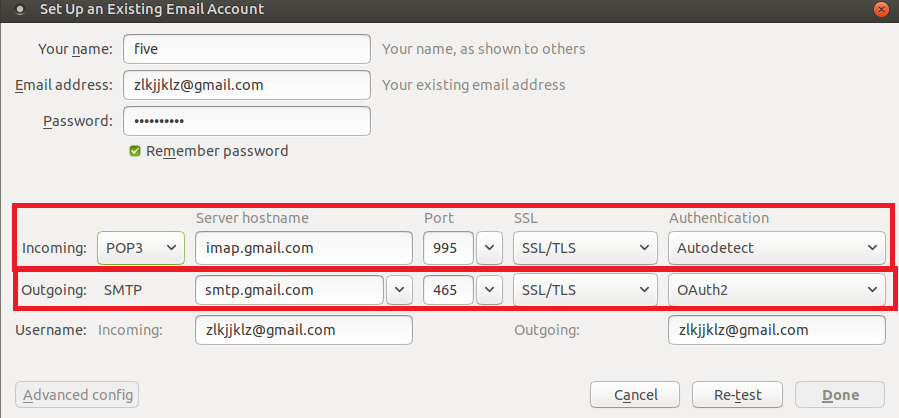 Set Up an Existing Email Account
Your name: five Your name, as shown to others
Email address: zlkjjklz@gmail.com Your existing email address
Password: ••••••••••
Remember password
Server hostname Port SSL Authentication
Incoming: POP3 imap.gmail.com 995 SSL/TLS Autodetect
Outgoing: SMTP smtp.gmail.com 465 SSL/TLS OAuth2
Username: Incoming: zlkjjklz@gmail.com Outgoing: zlkjjklz@gmail.com
Advanced config Cancel Re-test Done